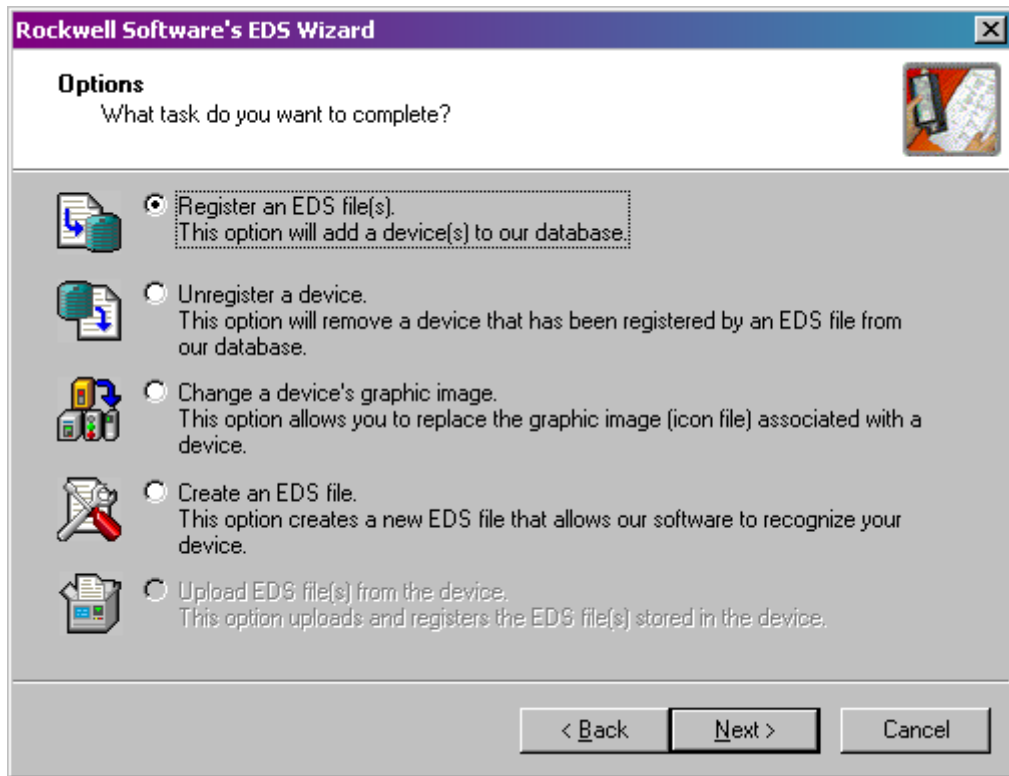 Rockwell Software's EDS Wizard
Options
What task do you want to complete?
Register an EDS file(s).
This option will add a device(s) to our database.
Unregister a device.
This option will remove a device that has been registered by an EDS file from
our database.
Change a device's graphic image.
This option allows you to replace the graphic image (icon file) associated with a
device.
Create an EDS file.
This option creates a new EDS file that allows our software to recognize your
device.
Upload EDS file(s) from the device.
This option uploads and registers the EDS file(s) stored in the device.
< Back Next > Cancel